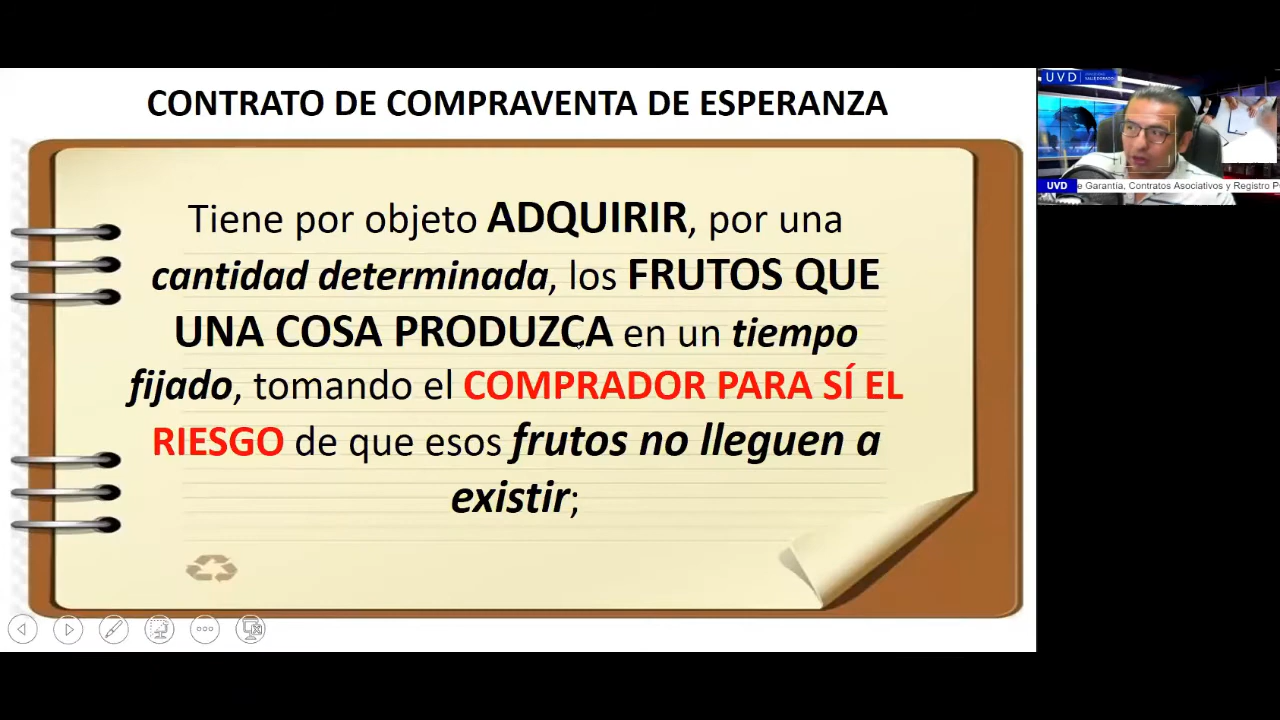 CONTRATO DE COMPRAVENTA DE ESPERANZA
Tiene por objeto ADQUIRIR, por una
cantidad determinada, los FRUTOS QUE
UNA COSA PRODUZCA en un tiempo
fijado, tomando el COMPRADOR PARA SÍ EL
RIESGO de que esos frutos no lleguen a
existir;
UVD
UVD
e Garantía, Contratos Asociativos y Registro P